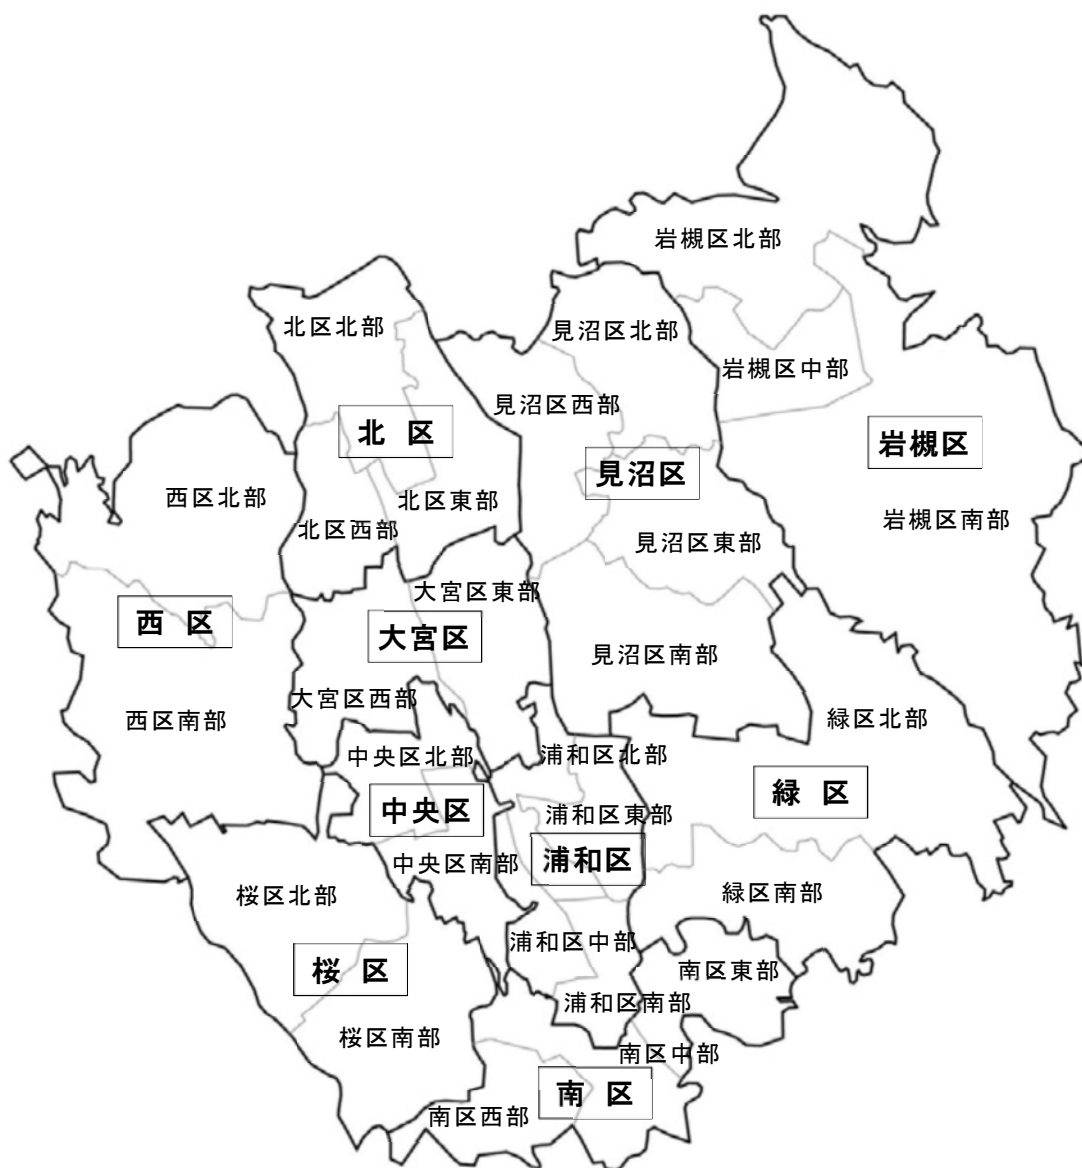 岩槻区北部
北区北部
見沼区北部
岩槻区中部
見沼区西部
北 区
岩槻区
見沼区
西区北部
北区東部
北区西部
岩槻区南部
見沼区東部
大宮区東部
西 区
大宮区
見沼区南部
大宮区西部
西区南部
緑区北部
中央区北部
浦和区北部
緑 区
中央区
浦和区東部
浦和区
中央区南部
桜区北部
緑区南部
浦和区中部
桜 区
南区東部
浦和区南部
桜区南部
南区中部
南 区
南区西部